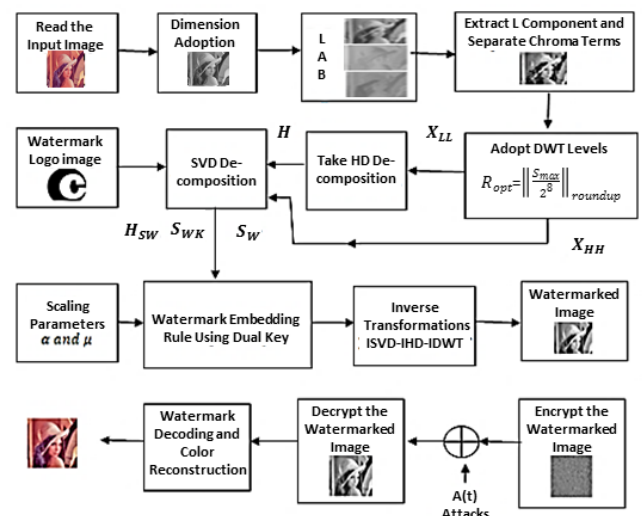 Read the
Input Image
Dimension
Adoption
L
A
B
Extract L Component and
Separate Chroma Terms
Watermark
Logo image
SVD De-
composition
H
Take HD De-
composition
X_LL
Adopt DWT Levels
R_opt=‖S_max/2^8‖_roundup
H_SW S_WK S_W
X_HH
Scaling
Parameters
α and μ
Watermark Embedding
Rule Using Dual Key
Inverse
Transformations
ISVD-IHD-IDWT
Watermarked
Image
Watermark
Decoding and
Color
Reconstruction
Decrypt the
Watermarked
Image
A(t)
Attacks
Encrypt the
Watermarked
Image